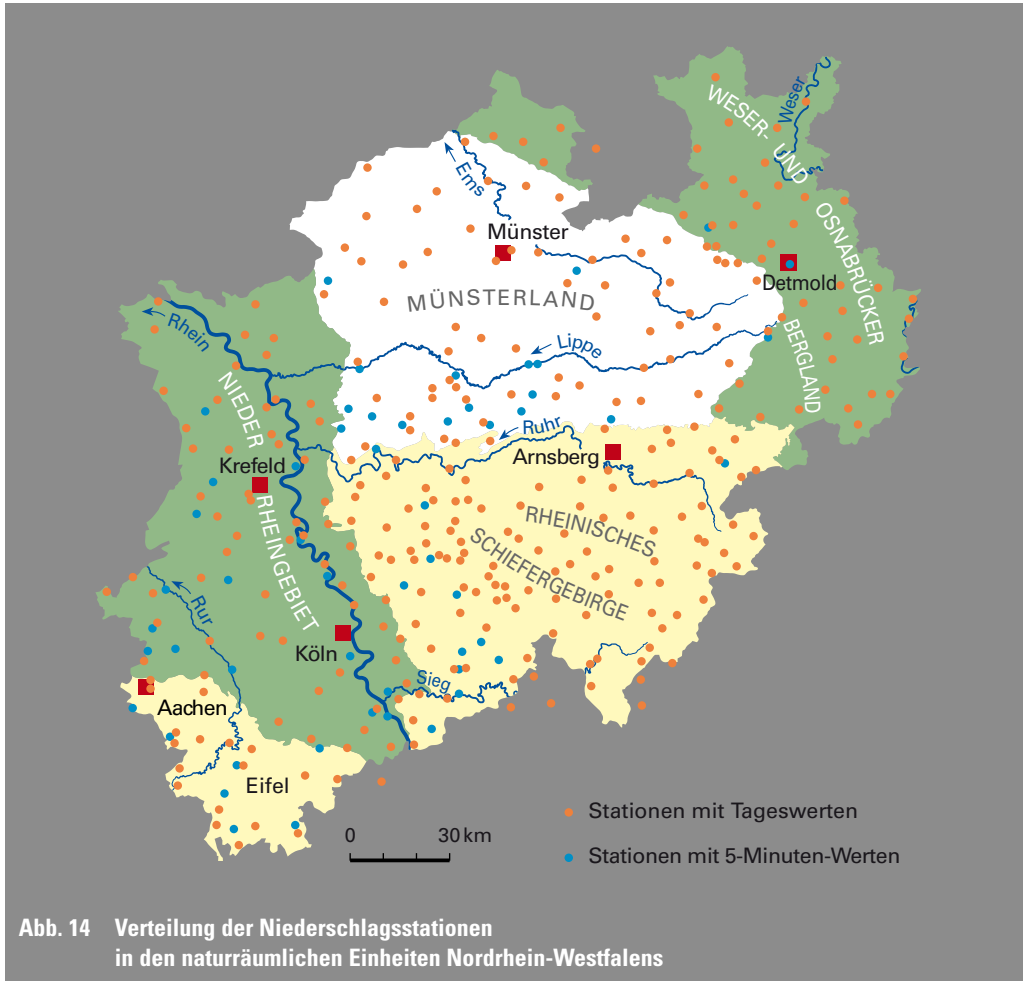 WESER- UND
OSNABRÜCKER
BERGLAND
Weser
Ems
Münster
Detmold
MÜNSTERLAND
Rhein
Lippe
NIEDER
RHEINGEBIET
Ruhr
Krefeld
Arnsberg
RHEINISCHES
SCHIEFERGEBIRGE
Rur
Köln
Sieg
Aachen
Eifel
Stationen mit Tageswerten
0 30 km
Stationen mit 5-Minuten-Werten
Abb. 14 Verteilung der Niederschlagsstationen
in den naturräumlichen Einheiten Nordrhein-Westfalens